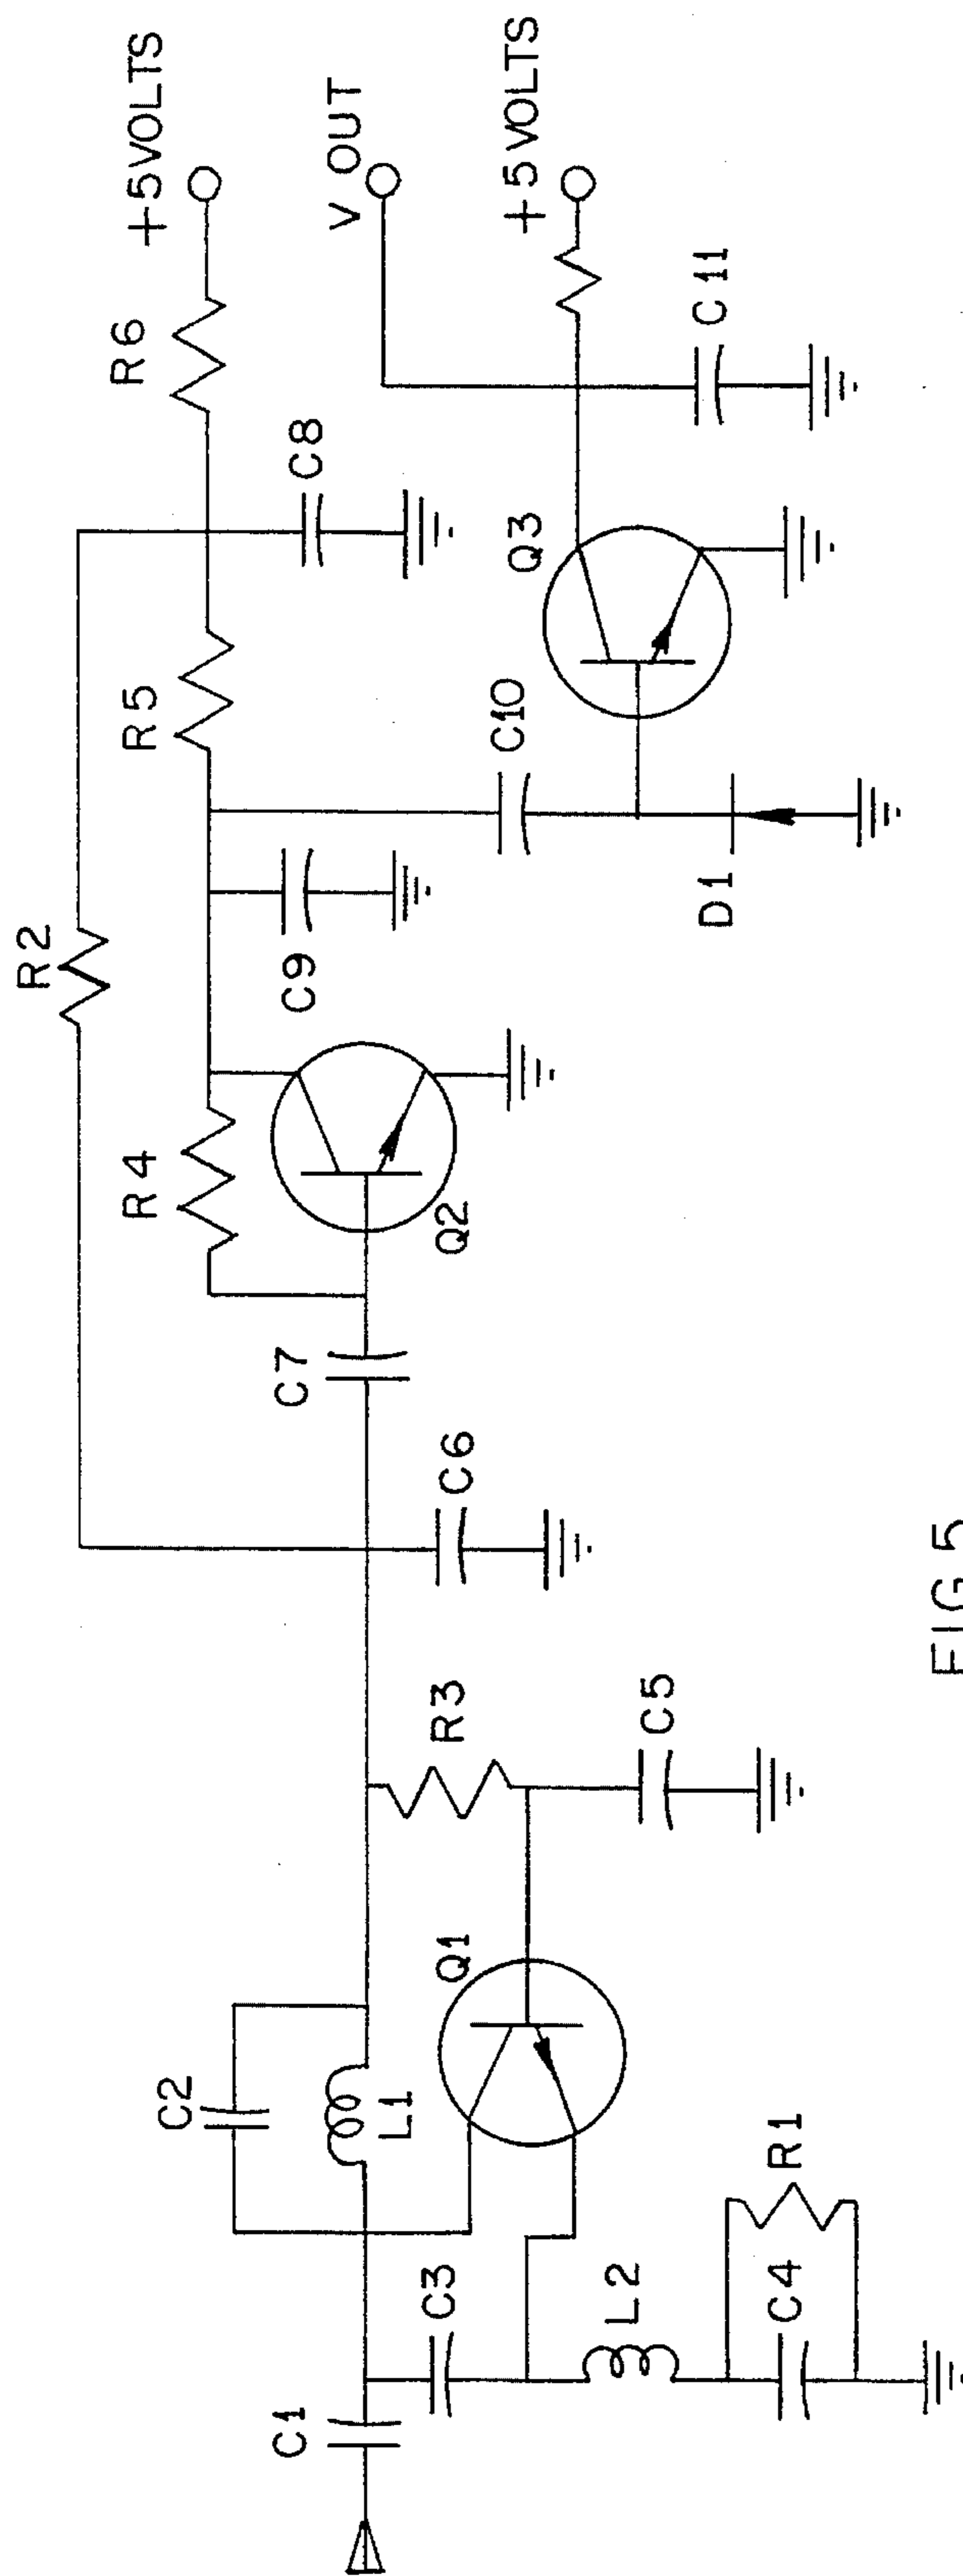 R2
R6
+5VOLTS
R4
R5
C8
V OUT
C2
C7
C9
L1
C10
Q3
+5VOLTS
C1
C3
Q1
R3
C6
Q2
C11
L2
C5
D1
C4
R1
FIG.5